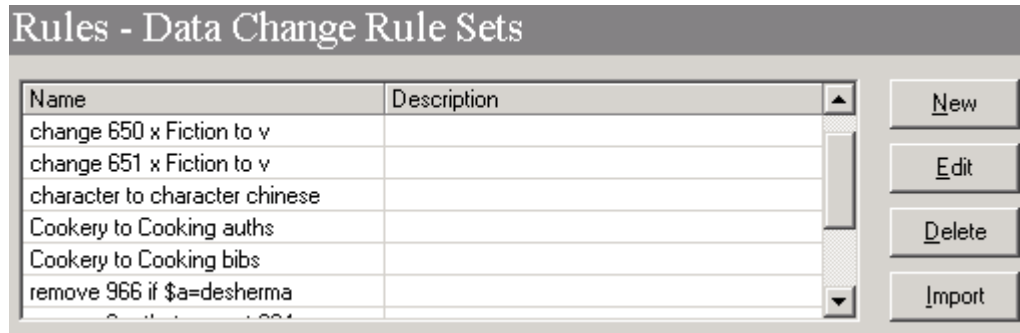 Rules - Data Change Rule Sets
Name Description
New
change 650 x Fiction to v
change 651 x Fiction to v
Edit
character to character chinese
Cookery to Cooking auths
Delete
Cookery to Cooking bibs
remove 966 if $a=desherma
Import